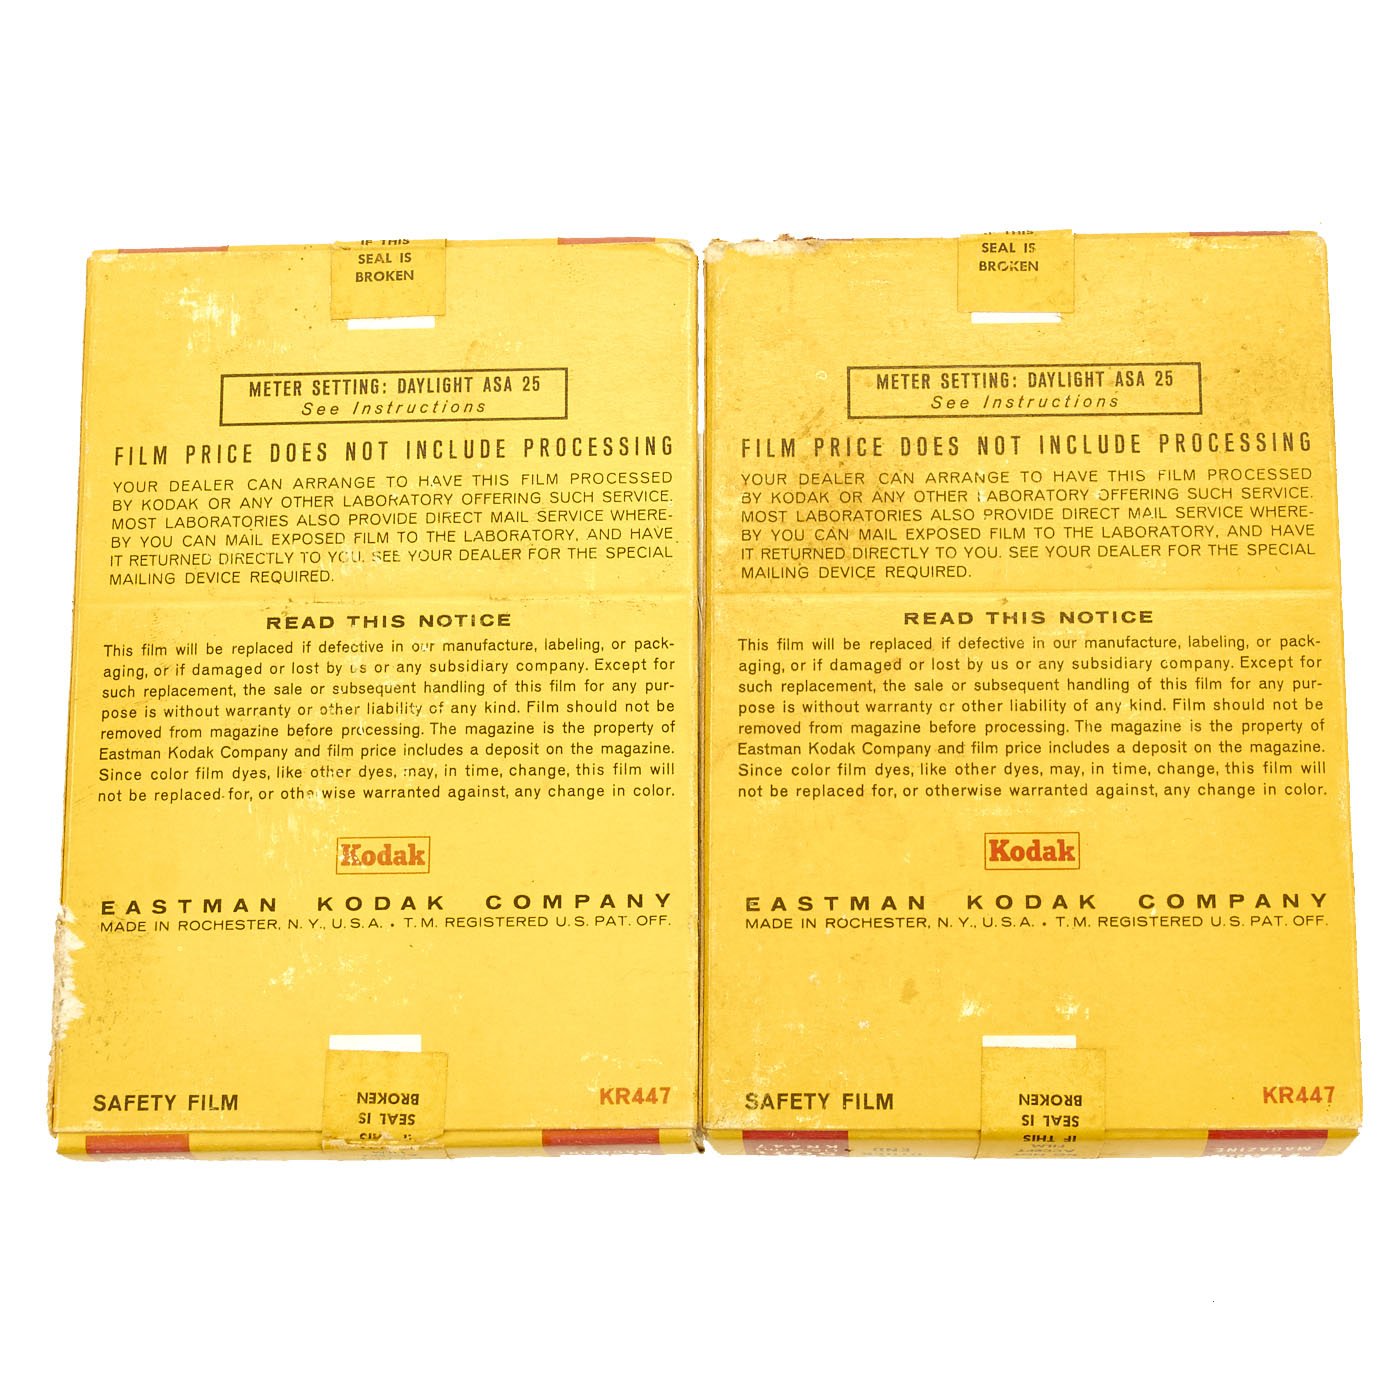 IF THIS
SEAL IS
BROKEN
METER SETTING: DAYLIGHT ASA 25
See Instructions
FILM PRICE DOES NOT INCLUDE PROCESSING
YOUR DEALER CAN ARRANGE TO HAVE THIS FILM PROCESSED
BY KODAK OR ANY OTHER LABORATORY OFFERING SUCH SERVICE.
MOST LABORATORIES ALSO PROVIDE DIRECT MAIL SERVICE WHERE-
BY YOU CAN MAIL EXPOSED FILM TO THE LABORATORY, AND HAVE
IT RETURNED DIRECTLY TO YOU. SEE YOUR DEALER FOR THE SPECIAL
MAILING DEVICE REQUIRED.
READ THIS NOTICE
This film will be replaced if defective in our manufacture, labeling, or pack-
aging, or if damaged or lost by us or any subsidiary company. Except for
such replacement, the sale or subsequent handling of this film for any pur-
pose is without warranty or other liability of any kind. Film should not be
removed from magazine before processing. The magazine is the property of
Eastman Kodak Company and film price includes a deposit on the magazine.
Since color film dyes, like other dyes, may, in time, change, this film will
not be replaced for, or otherwise warranted against, any change in color.
Kodak
EASTMAN KODAK COMPANY
MADE IN ROCHESTER, N.Y., U.S.A. • T.M. REGISTERED U.S. PAT. OFF.
SAFETY FILM
KR447
BROKEN
SEAL IS
IF THIS
MAGAZINE
IF THIS
SEAL IS
BROKEN
METER SETTING: DAYLIGHT ASA 25
See Instructions
FILM PRICE DOES NOT INCLUDE PROCESSING
YOUR DEALER CAN ARRANGE TO HAVE THIS FILM PROCESSED
BY KODAK OR ANY OTHER LABORATORY OFFERING SUCH SERVICE.
MOST LABORATORIES ALSO PROVIDE DIRECT MAIL SERVICE WHERE-
BY YOU CAN MAIL EXPOSED FILM TO THE LABORATORY, AND HAVE
IT RETURNED DIRECTLY TO YOU. SEE YOUR DEALER FOR THE SPECIAL
MAILING DEVICE REQUIRED.
READ THIS NOTICE
This film will be replaced if defective in our manufacture, labeling, or pack-
aging, or if damaged or lost by us or any subsidiary company. Except for
such replacement, the sale or subsequent handling of this film for any pur-
pose is without warranty or other liability of any kind. Film should not be
removed from magazine before processing. The magazine is the property of
Eastman Kodak Company and film price includes a deposit on the magazine.
Since color film dyes, like other dyes, may, in time, change, this film will
not be replaced for, or otherwise warranted against, any change in color.
Kodak
EASTMAN KODAK COMPANY
MADE IN ROCHESTER, N.Y., U.S.A. • T.M. REGISTERED U.S. PAT. OFF.
SAFETY FILM
KR447
BROKEN
SEAL IS
IF THIS
FILM
ACCEPT
END
MAGAZINE